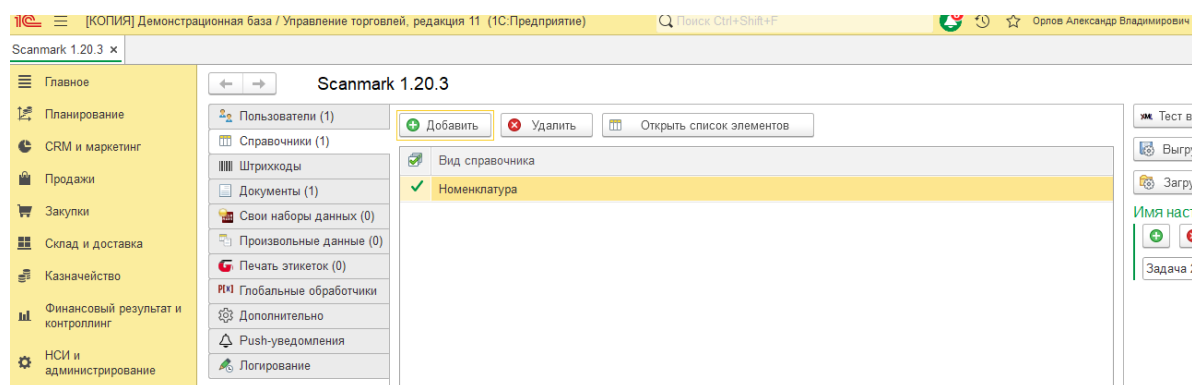 [КОПИЯ] Демонстрационная база / Управление торговлей, редакция 11 (1С:Предприятие)
Поиск Ctrl+Shift+F
Орлов Александр Владимирович
Scanmark 1.20.3 ×
Главное
Планирование
CRM и маркетинг
Продажи
Закупки
Склад и доставка
Казначейство
Финансовый результат и
контроллинг
НСИ и
администрирование
Scanmark 1.20.3
Пользователи (1)
Справочники (1)
Штрихкоды
Документы (1)
Свои наборы данных (0)
Произвольные данные (0)
Печать этикеток (0)
Глобальные обработчики
Дополнительно
Push-уведомления
Логирование
Добавить
Удалить
Открыть список элементов
Вид справочника
Номенклатура
Тест в
Выгру
Загру
Имя наст
Задача